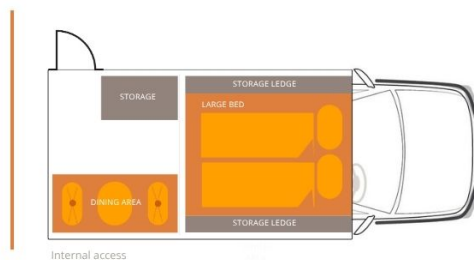 STORAGE LEDGE
STORAGE
LARGE BED
DINING AREA
STORAGE LEDGE
Internal access